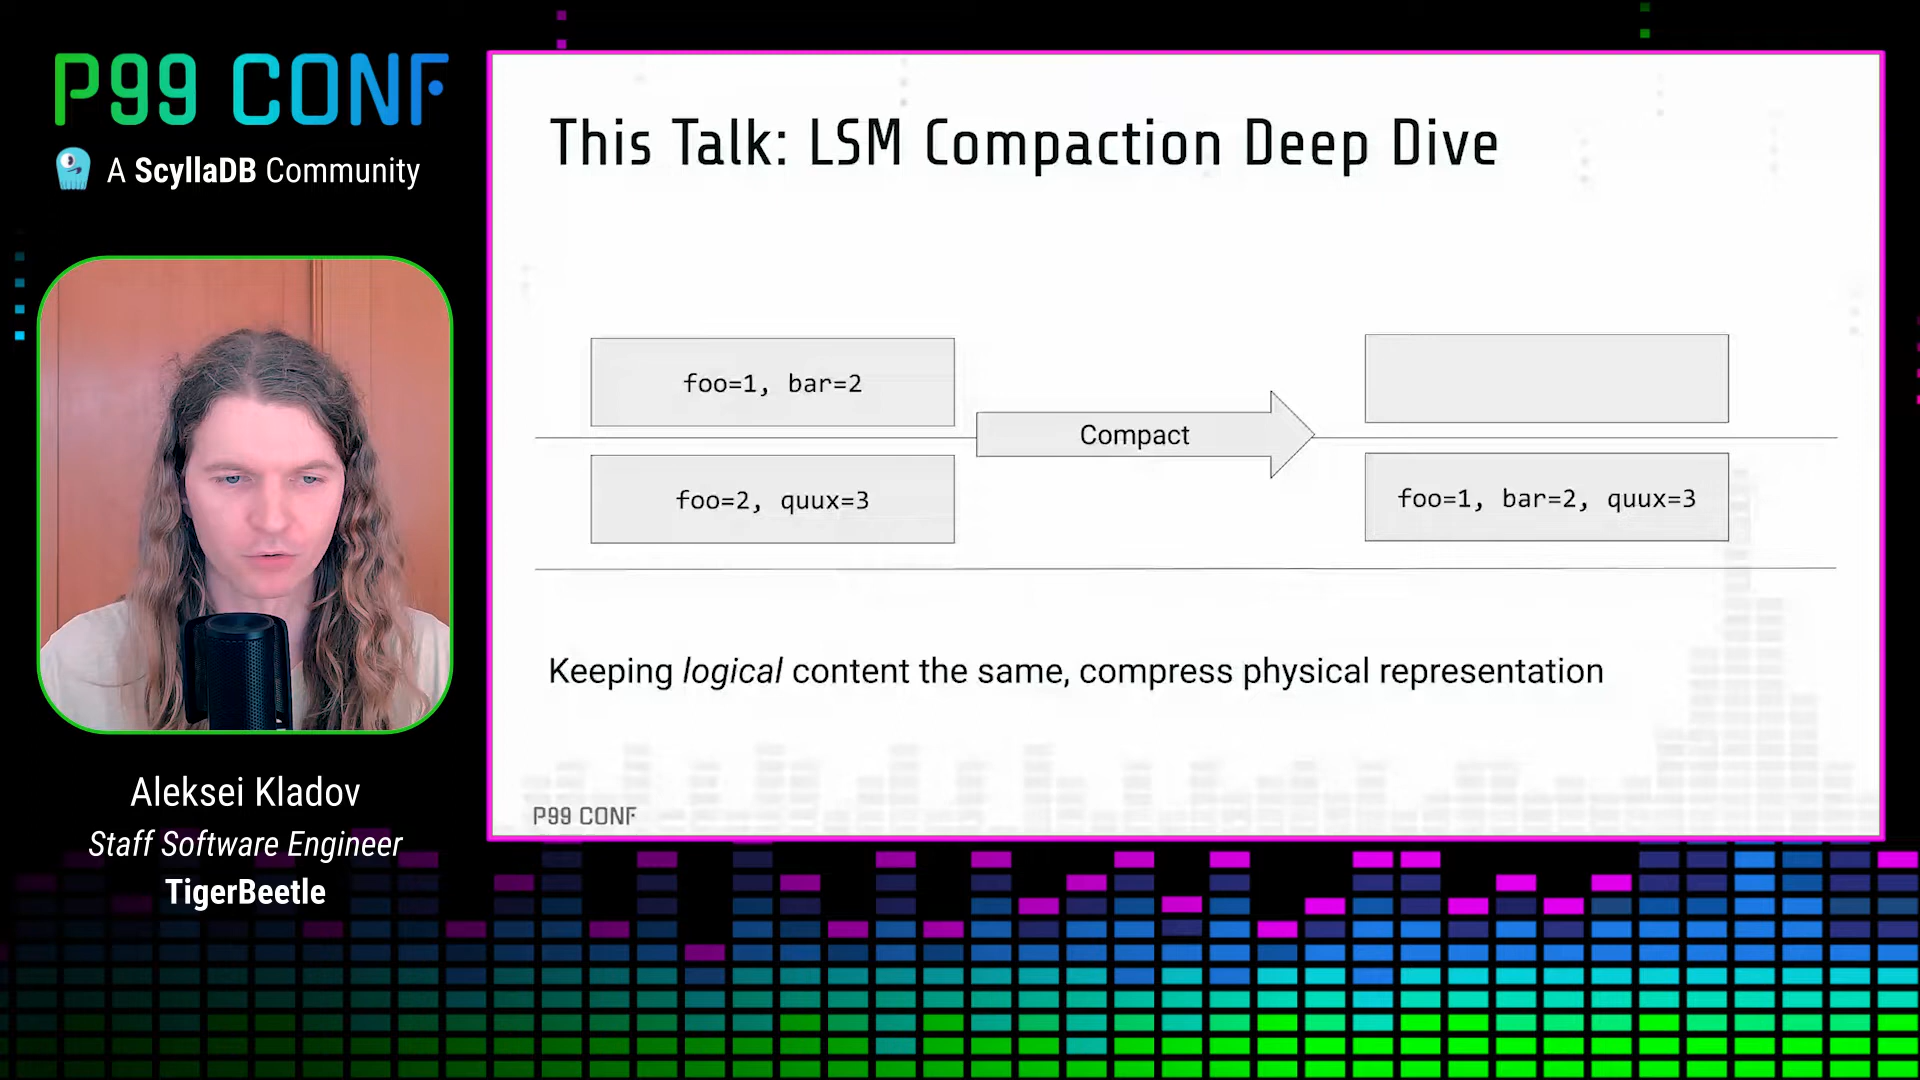 P99 CONF
A ScyllaDB Community
Aleksei Kladov
Staff Software Engineer
TigerBeetle
This Talk: LSM Compaction Deep Dive
foo=1, bar=2
foo=2, quux=3
Compact
foo=1, bar=2, quux=3
Keeping logical content the same, compress physical representation
P99 CONF